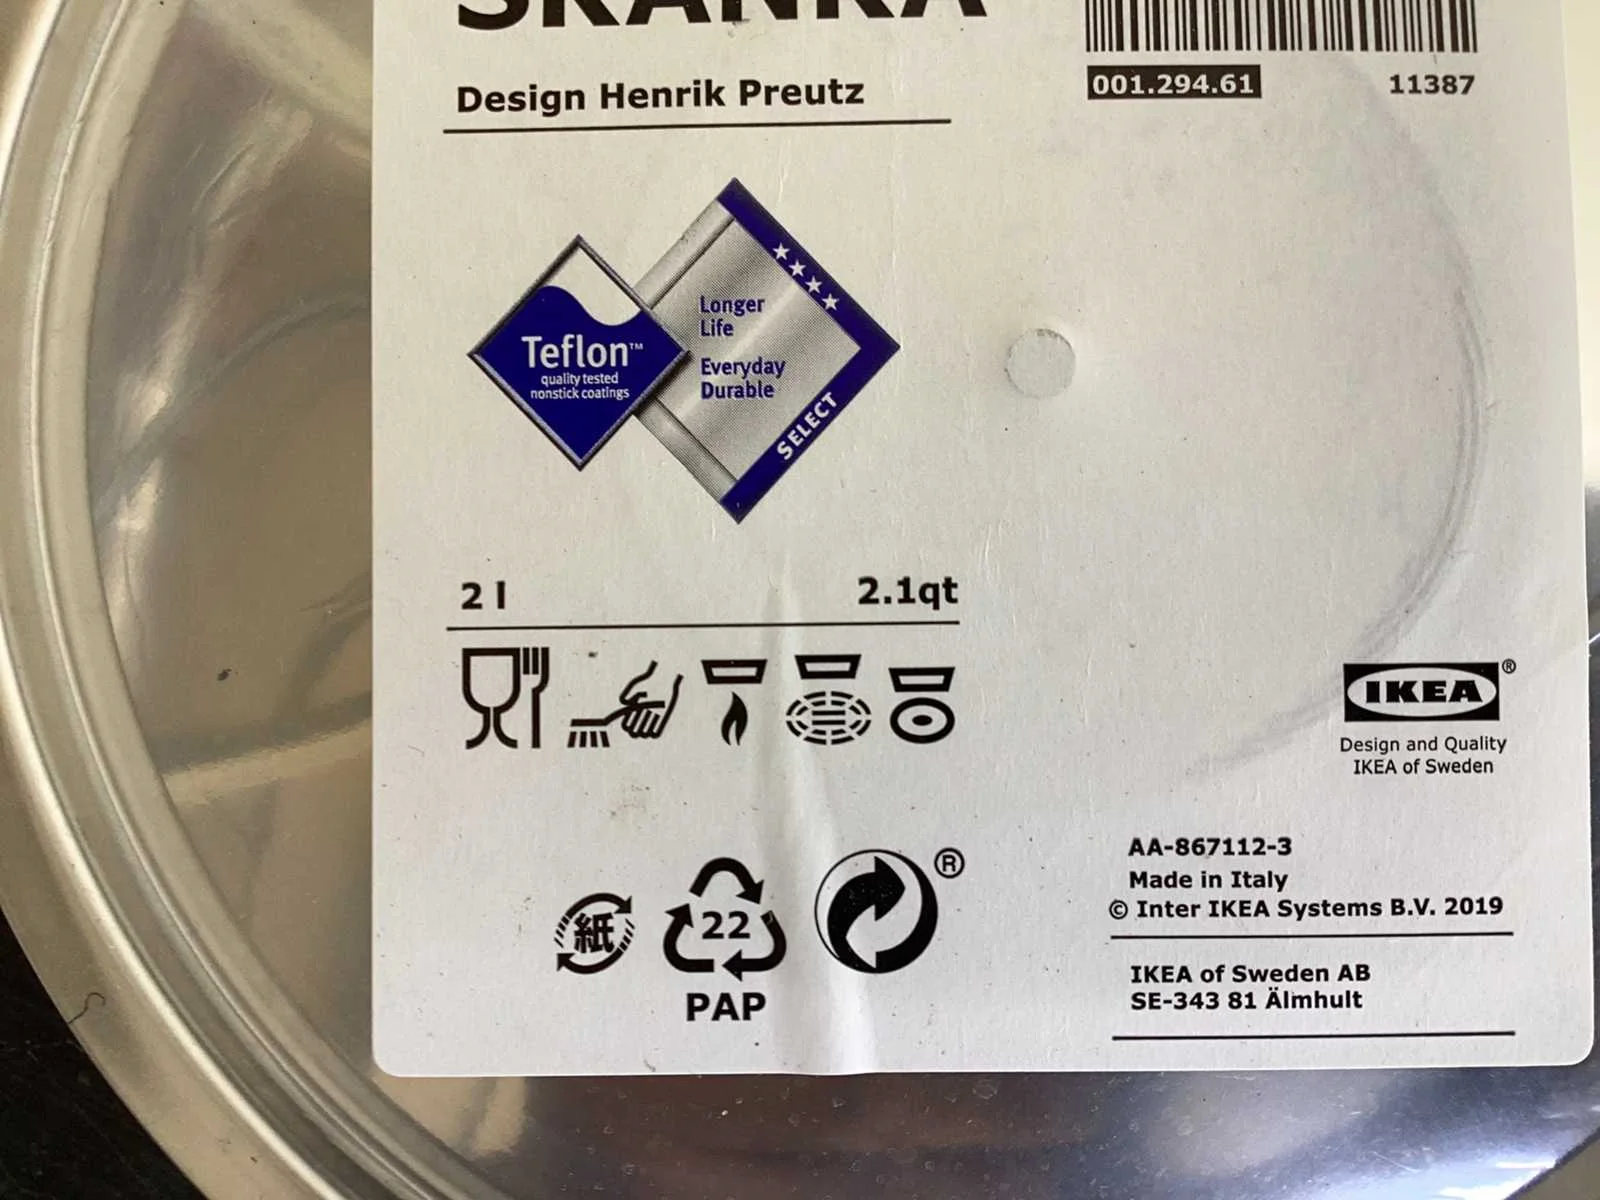 SKÄNKA
Design Henrik Preutz
001.294.61 11387
Teflon™
quality tested
nonstick coatings
Longer
Life
Everyday
Durable
SELECT
2 l 2.1qt
IKEA®
Design and Quality
IKEA of Sweden
紙
22
PAP
®
AA-867112-3
Made in Italy
© Inter IKEA Systems B.V. 2019
IKEA of Sweden AB
SE-343 81 Älmhult